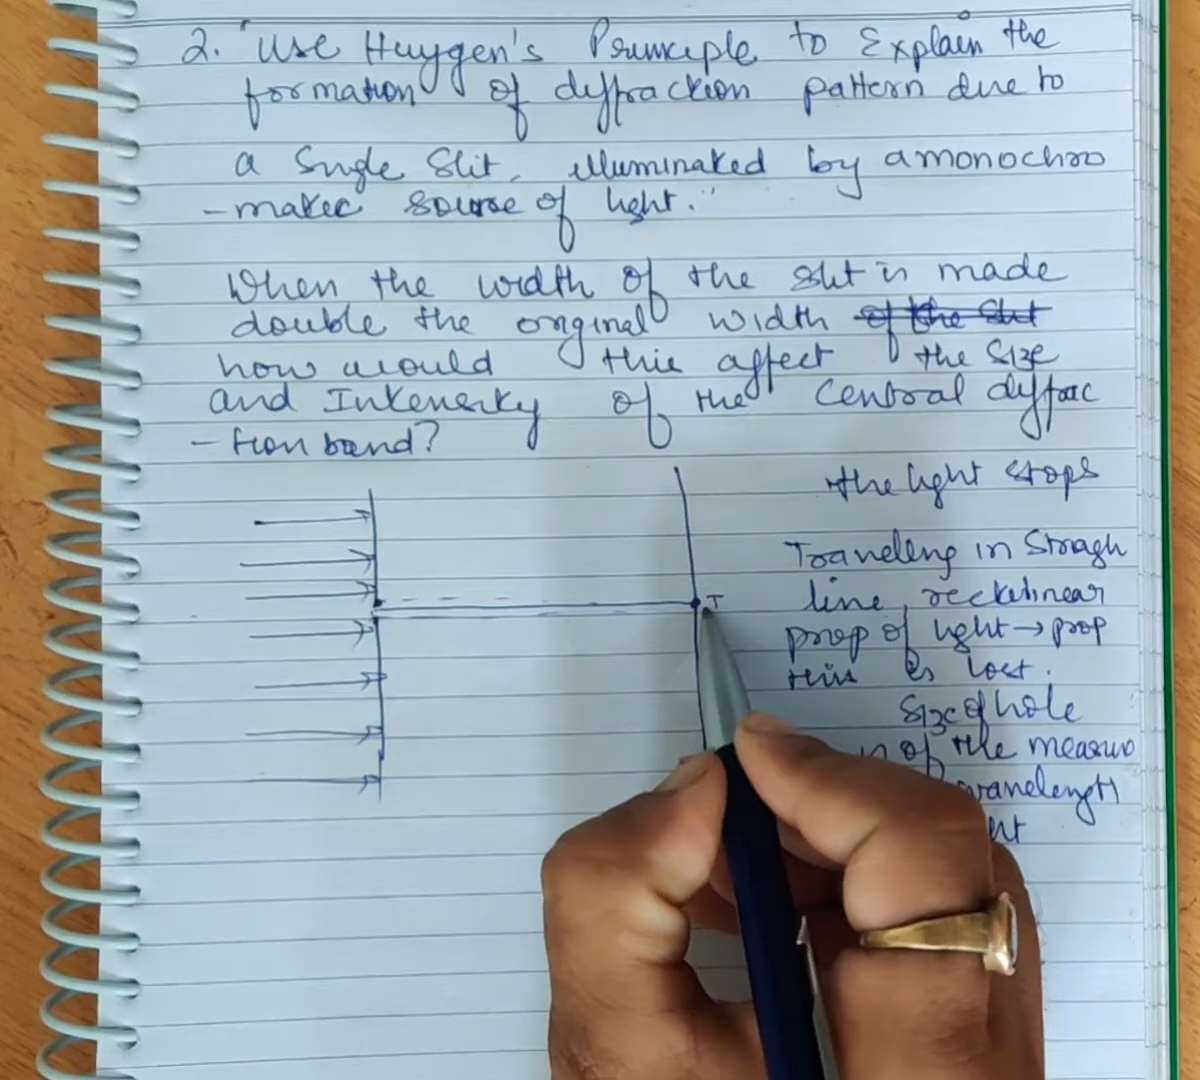 2. "Use Huygen's Principle to Explain the
formation of diffraction pattern due to
a Single Slit, illuminated by a monochro
-matic source of light."
When the width of the slit is made
double the original width of the slit
how would this affect the size
and Intensity of the central diffrac
-tion band?
the light stops
Traveling in Straigh
line, rectelinear
prop of light → prop
this is lost.
Size of hole
of the measure
wavelength